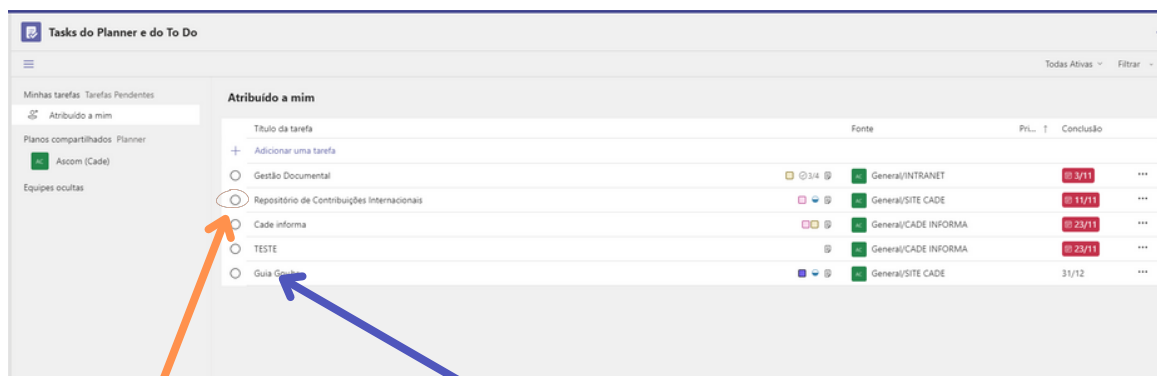 Tasks do Planner e do To Do
Todas Ativas Filtrar
Minhas tarefas Tarefas Pendentes
Atribuído a mim
Planos compartilhados Planner
AC Ascom (Cade)
Equipes ocultas
Atribuído a mim
Título da tarefa Fonte Pri... ↑ Conclusão
+ Adicionar uma tarefa
Gestão Documental 3/4 AC General/INTRANET 3/11 ...
Repositório de Contribuições Internacionais AC General/SITE CADE 11/11 ...
Cade informa AC General/CADE INFORMA 23/11 ...
TESTE AC General/CADE INFORMA 23/11 ...
Guia AC General/SITE CADE 31/12 ...